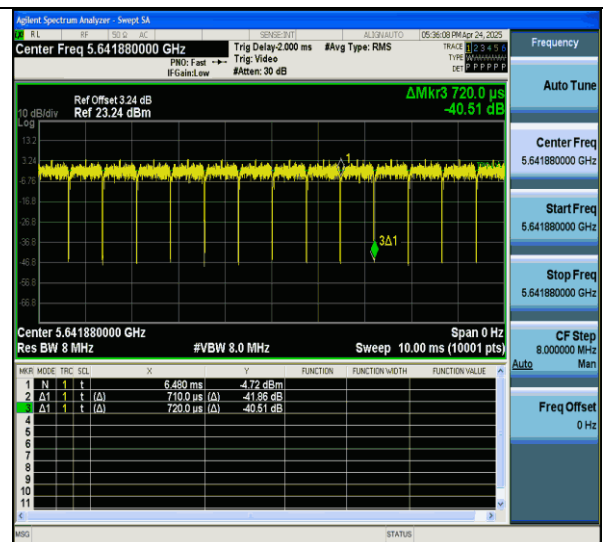 Agilent Spectrum Analyzer - Swept SA
RL RF 50 Ω AC SENSE:INT ALIGNAUTO 05:36:08 PM Apr 24, 2025
Center Freq 5.641880000 GHz Trig Delay-2.000 ms #Avg Type: RMS TRACE 1 2 3 4 5 6
PNO: Fast Trig: Video TYPE
IFGain:Low #Atten: 30 dB DET P P P P P P
ΔMkr3 720.0 µs
-40.51 dB
Ref Offset 3.24 dB
10 dB/div Ref 23.24 dBm
Log
13.2
3.24
-6.76
-16.8
-26.8
-36.8
-46.8
-56.8
-66.8
1
3Δ1
Center 5.641880000 GHz Span 0 Hz
Res BW 8 MHz #VBW 8.0 MHz Sweep 10.00 ms (10001 pts)
MKR MODE TRC SCL X Y FUNCTION FUNCTION WIDTH FUNCTION VALUE
1 N 1 t 6.480 ms -4.72 dBm
2 Δ1 1 t (Δ) 710.0 µs (Δ) -41.86 dB
3 Δ1 1 t (Δ) 720.0 µs (Δ) -40.51 dB
4
5
6
7
8
9
10
11
MSG STATUS
Frequency
Auto Tune
Center Freq
5.641880000 GHz
Start Freq
5.641880000 GHz
Stop Freq
5.641880000 GHz
CF Step
8.000000 MHz
Auto Man
Freq Offset
0 Hz